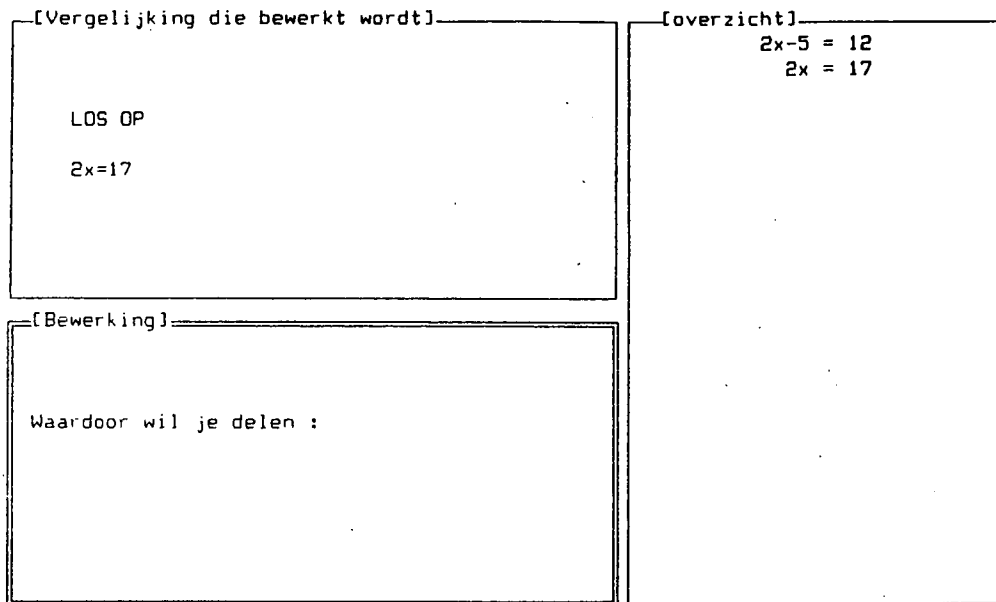 [Vergelijking die bewerkt wordt]
LOS OP
2x=17
[Bewerking]
Waardoor wil je delen :
[overzicht]
2x-5 = 12
2x = 17